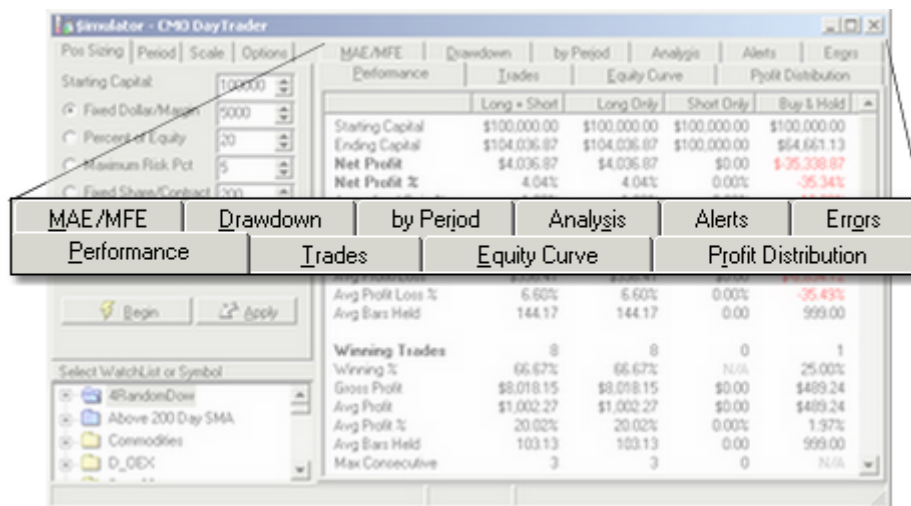 $imulator - CMO DayTrader
Pos Sizing Period Scale Options
MAE/MFE Drawdown by Period Analysis Alerts Errors
Performance Trades Equity Curve Profit Distribution
Starting Capital: 100000
Fixed Dollar/Margin 5000
Percent of Equity 20
Maximum Risk Pct 5
Fixed Share/Contract 200
Long + Short Long Only Short Only Buy & Hold
Starting Capital $100,000.00 $100,000.00 $100,000.00 $100,000.00
Ending Capital $104,036.87 $104,036.87 $100,000.00 $64,661.13
Net Profit $4,036.87 $4,036.87 $0.00 $-35,338.87
Net Profit % 4.04% 4.04% 0.00% -35.34%
MAE/MFE Drawdown by Period Analysis Alerts Errors
Performance Trades Equity Curve Profit Distribution
Avg Profit Loss % 6.60% 6.60% 0.00% -35.49%
Avg Bars Held 144.17 144.17 0.00 999.00
Begin Apply
Winning Trades 8 8 0 1
Winning % 66.67% 66.67% N/A 25.00%
Gross Profit $8,018.15 $8,018.15 $0.00 $489.24
Avg Profit $1,002.27 $1,002.27 $0.00 $489.24
Avg Profit % 20.02% 20.02% 0.00% 1.97%
Avg Bars Held 103.13 103.13 0.00 999.00
Max Consecutive 3 3 0 N/A
Select WatchList or Symbol
4RandomDow
Above 200 Day SMA
Commodities
D_OEX